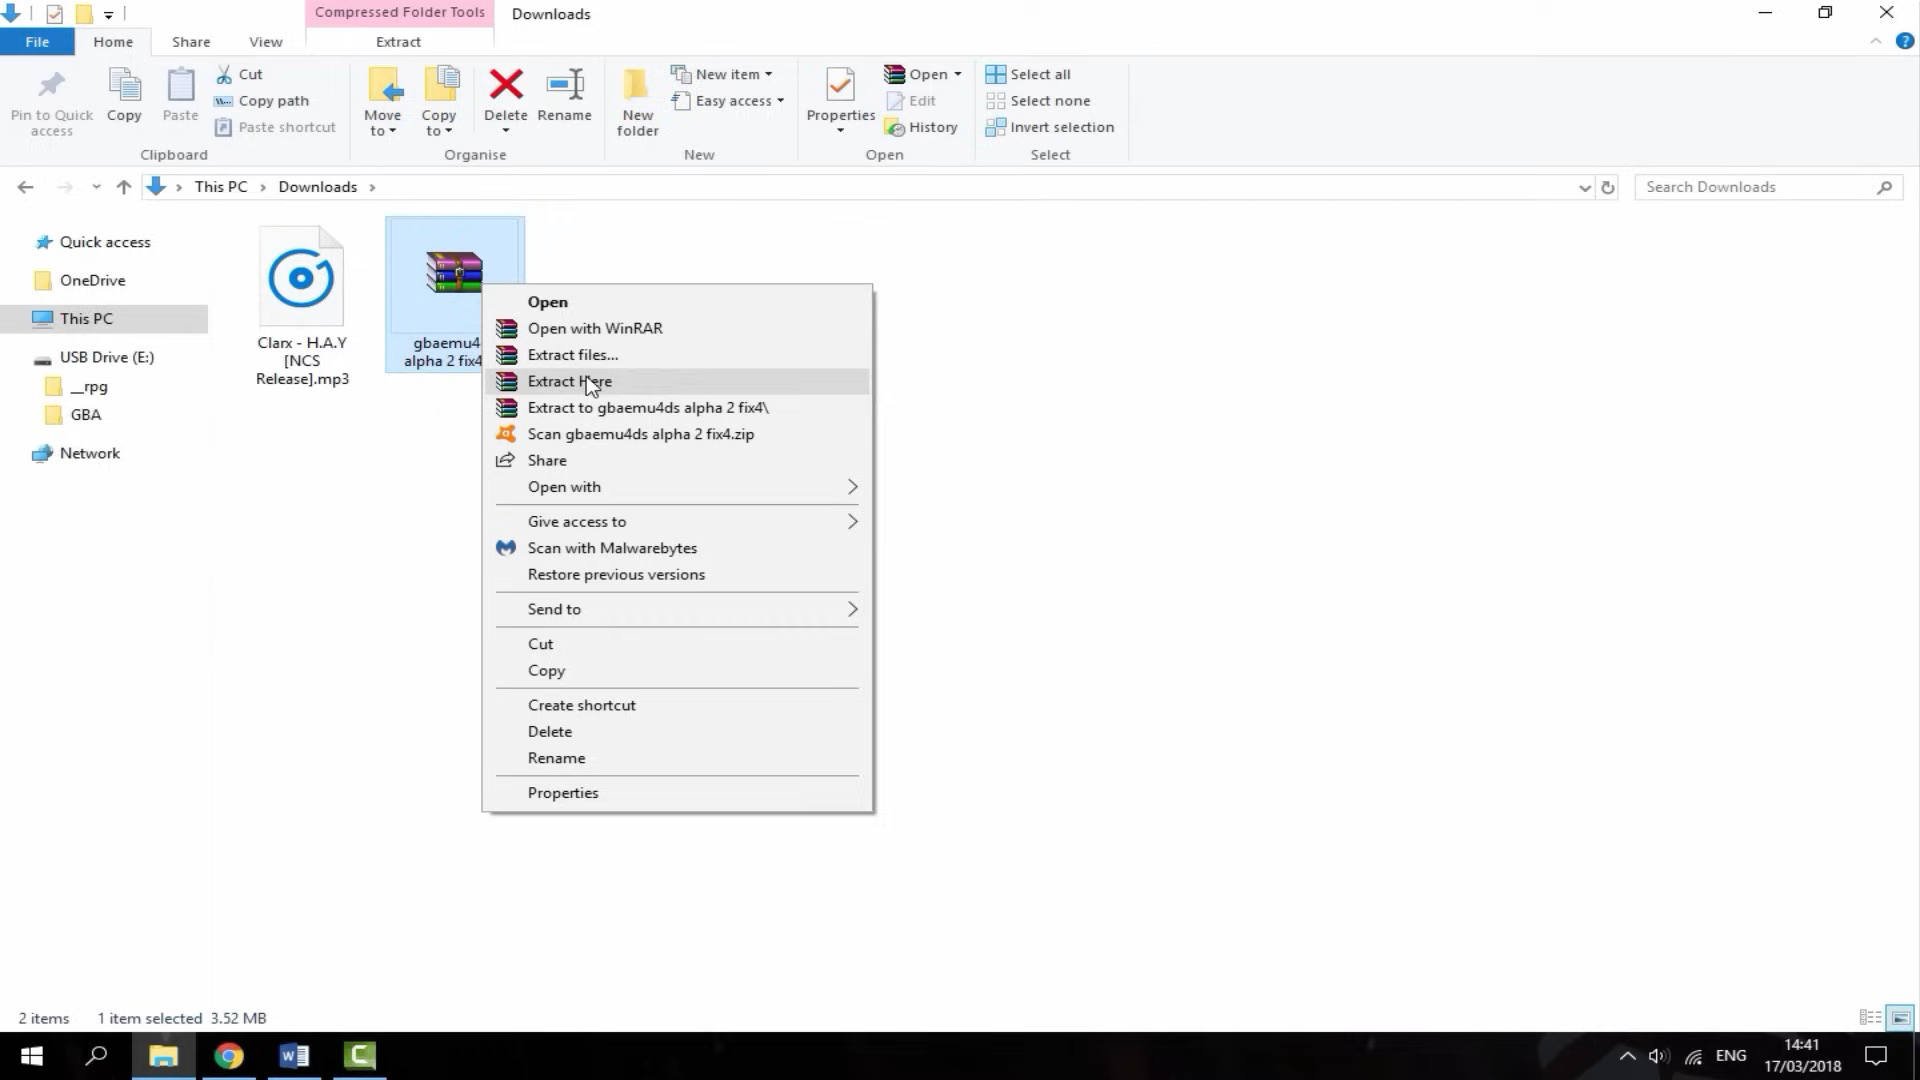 Compressed Folder Tools
Downloads
File
Home
Share
View
Extract
Pin to Quick
access
Copy
Paste
Cut
Copy path
Paste shortcut
Clipboard
Move
to
Copy
to
Delete
Rename
Organise
New
folder
New item
Easy access
New
Properties
Open
Edit
History
Open
Select all
Select none
Invert selection
Select
This PC
Downloads
Search Downloads
Quick access
OneDrive
This PC
USB Drive (E:)
__rpg
GBA
Network
Clarx - H.A.Y
[NCS
Release].mp3
gbaemu4
alpha 2 fix4
Open
Open with WinRAR
Extract files...
Extract Here
Extract to gbaemu4ds alpha 2 fix4\
Scan gbaemu4ds alpha 2 fix4.zip
Share
Open with
Give access to
Scan with Malwarebytes
Restore previous versions
Send to
Cut
Copy
Create shortcut
Delete
Rename
Properties
2 items
1 item selected 3.52 MB
ENG
14:41
17/03/2018